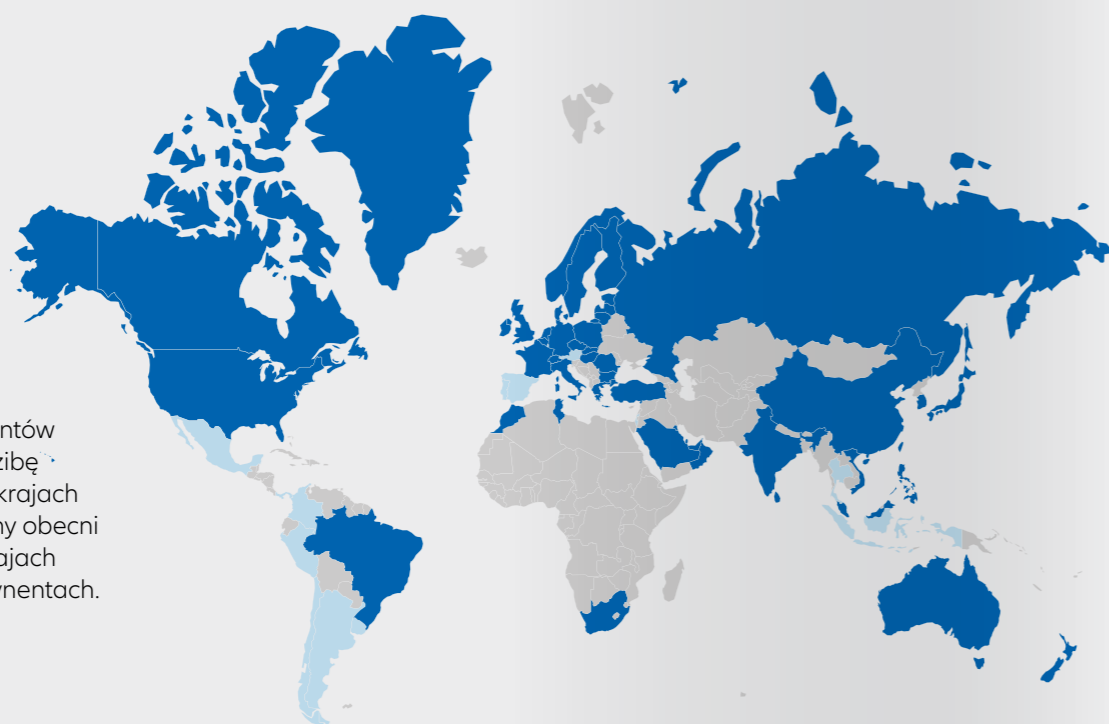 ntów
zibę
krajach
ny obecni
ajach
ynentach.